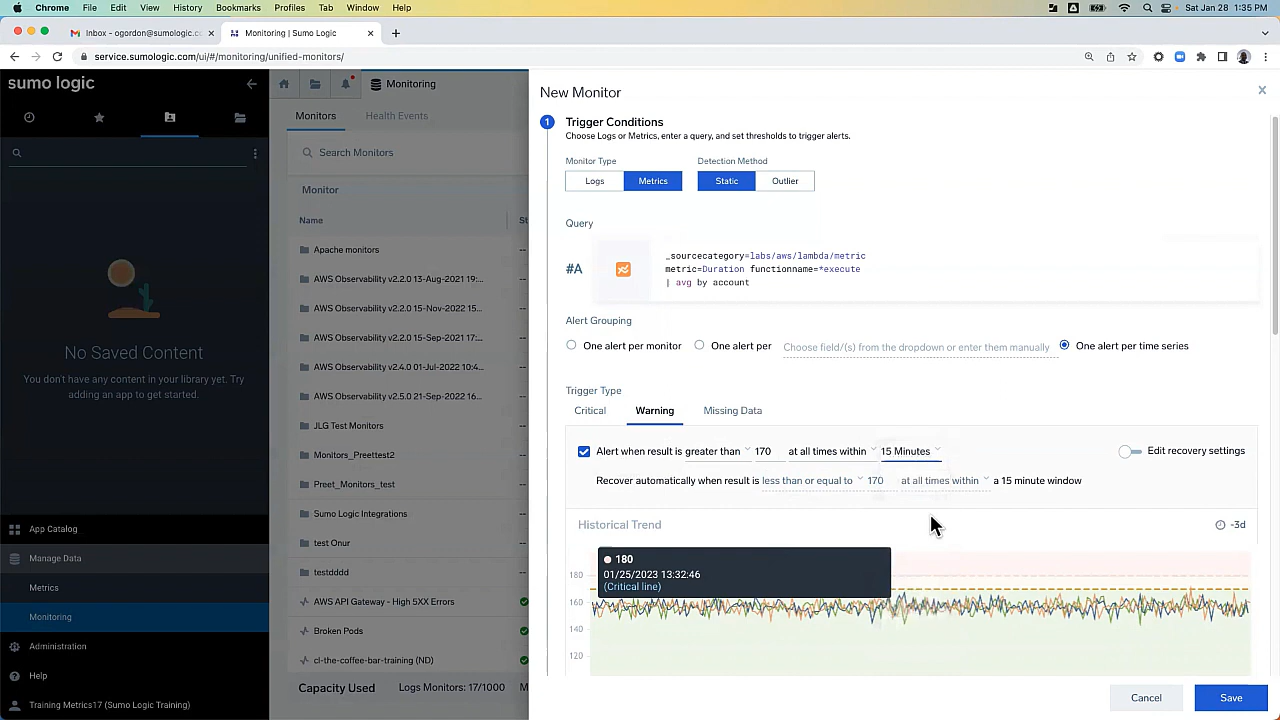 Chrome File Edit View History Bookmarks Profiles Tab Window Help Sat Jan 28 1:35 PM
Inbox - ogordon@sumologic.c Monitoring | Sumo Logic
service.sumologic.com/ui/#/monitoring/unified-monitors/
sumo logic
No Saved Content
You don't have any content in your library yet. Try
adding an app to get started.
App Catalog
Manage Data
Metrics
Monitoring
Administration
Help
Training Metrics17 (Sumo Logic Training)
Monitoring
Monitors Health Events
Search Monitors
Monitor
Name St
Apache monitors --
AWS Observability v2.2.0 13-Aug-2021 19:... --
AWS Observability v2.2.0 15-Nov-2022 15... --
AWS Observability v2.2.0 15-Sep-2021 17:... --
AWS Observability v2.4.0 01-Jul-2022 10:4... --
AWS Observability v2.5.0 21-Sep-2022 16... --
JLG Test Monitors --
Monitors_Preettest2 --
Preet_Monitors_test --
Sumo Logic Integrations --
test Onur --
testdddd --
AWS API Gateway - High 5XX Errors
Broken Pods
cl-the-coffee-bar-training (ND)
Capacity Used Logs Monitors: 17/1000 M
New Monitor
1 Trigger Conditions
Choose Logs or Metrics, enter a query, and set thresholds to trigger alerts.
Monitor Type Detection Method
Logs Metrics Static Outlier
Query
#A
_sourcecategory=labs/aws/lambda/metric
metric=Duration functionname=*execute
| avg by account
Alert Grouping
One alert per monitor One alert per Choose field/(s) from the dropdown or enter them manually One alert per time series
Trigger Type
Critical Warning Missing Data
Alert when result is greater than 170 at all times within 15 Minutes Edit recovery settings
Recover automatically when result is less than or equal to 170 at all times within a 15 minute window
Historical Trend -3d
180
01/25/2023 13:32:46
(Critical line)
180
160
140
120
Cancel Save